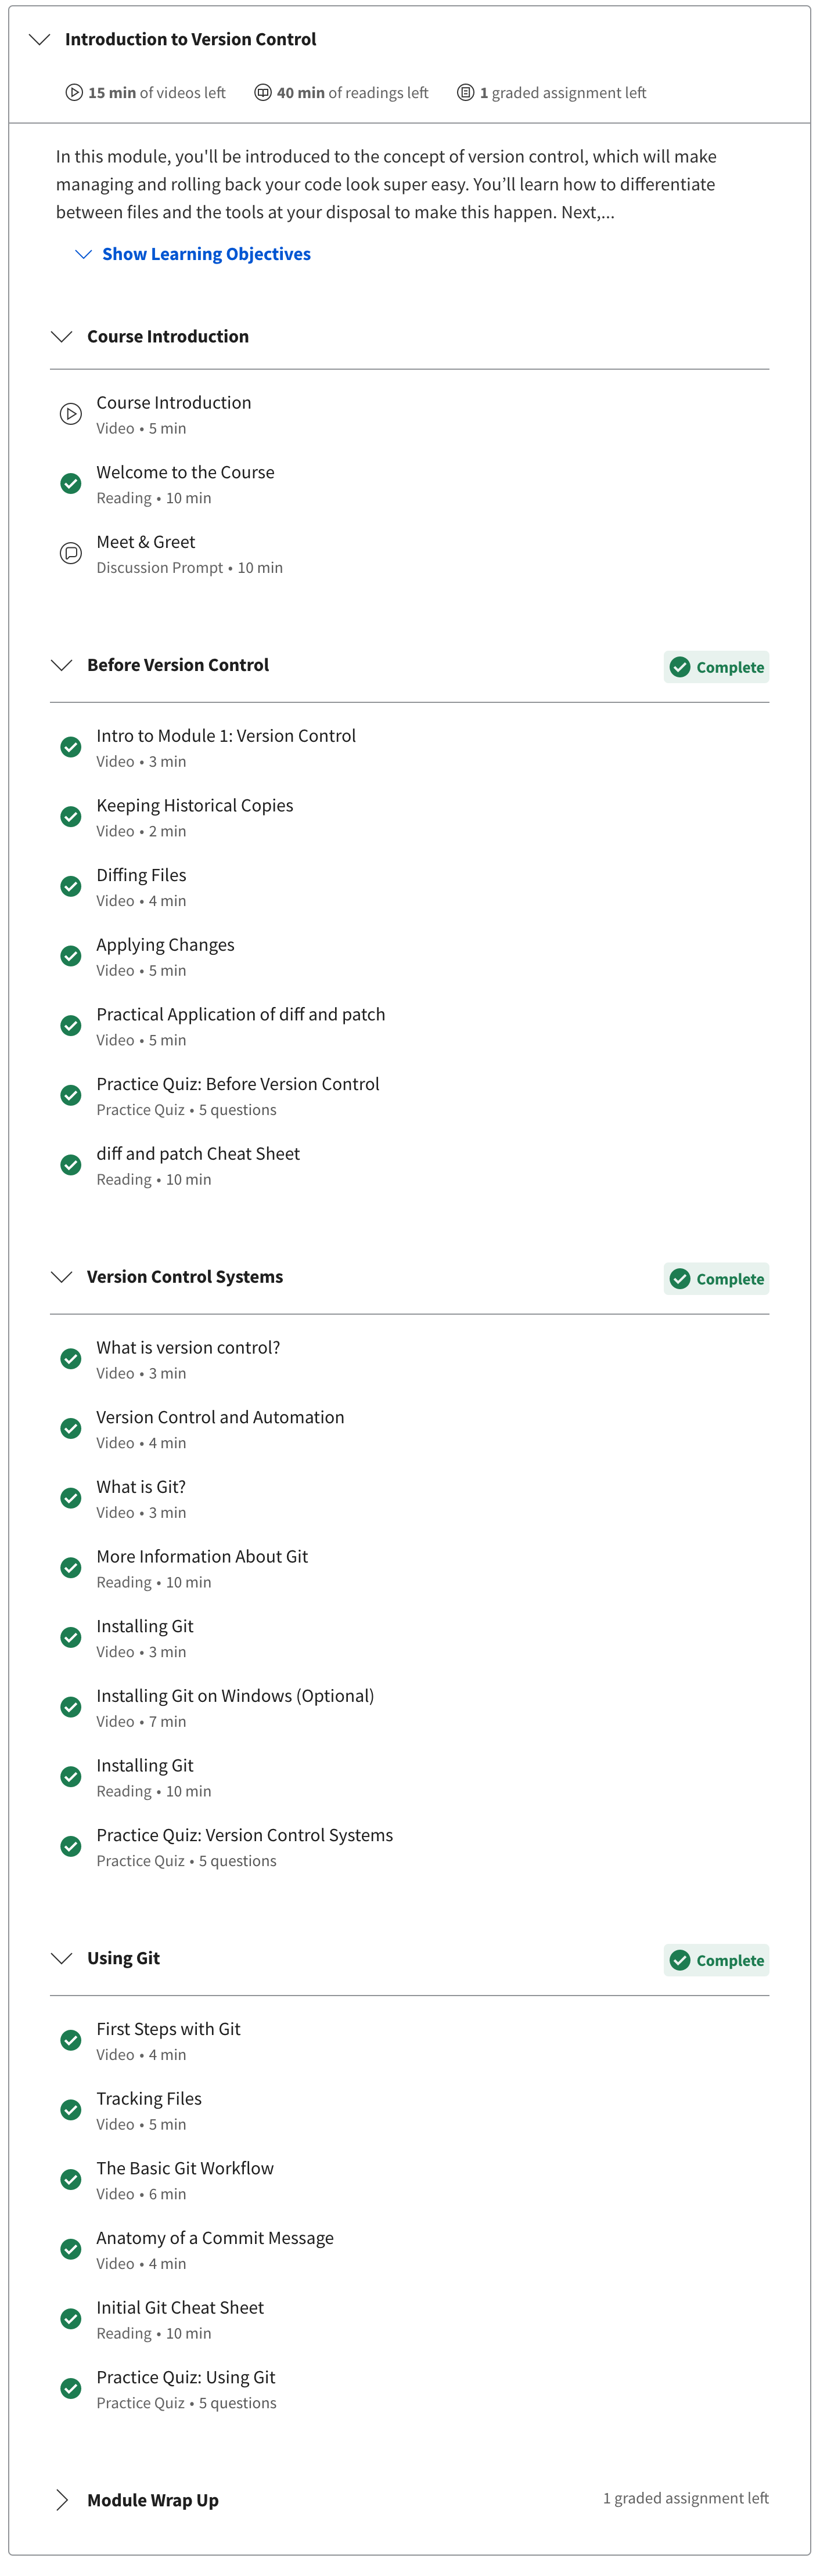 Introduction to Version Control
15 min of videos left 40 min of readings left 1 graded assignment left
In this module, you'll be introduced to the concept of version control, which will make
managing and rolling back your code look super easy. You’ll learn how to differentiate
between files and the tools at your disposal to make this happen. Next,...
Show Learning Objectives
Course Introduction
Course Introduction
Video • 5 min
Welcome to the Course
Reading • 10 min
Meet & Greet
Discussion Prompt • 10 min
Before Version Control Complete
Intro to Module 1: Version Control
Video • 3 min
Keeping Historical Copies
Video • 2 min
Diffing Files
Video • 4 min
Applying Changes
Video • 5 min
Practical Application of diff and patch
Video • 5 min
Practice Quiz: Before Version Control
Practice Quiz • 5 questions
diff and patch Cheat Sheet
Reading • 10 min
Version Control Systems Complete
What is version control?
Video • 3 min
Version Control and Automation
Video • 4 min
What is Git?
Video • 3 min
More Information About Git
Reading • 10 min
Installing Git
Video • 3 min
Installing Git on Windows (Optional)
Video • 7 min
Installing Git
Reading • 10 min
Practice Quiz: Version Control Systems
Practice Quiz • 5 questions
Using Git Complete
First Steps with Git
Video • 4 min
Tracking Files
Video • 5 min
The Basic Git Workflow
Video • 6 min
Anatomy of a Commit Message
Video • 4 min
Initial Git Cheat Sheet
Reading • 10 min
Practice Quiz: Using Git
Practice Quiz • 5 questions
Module Wrap Up 1 graded assignment left